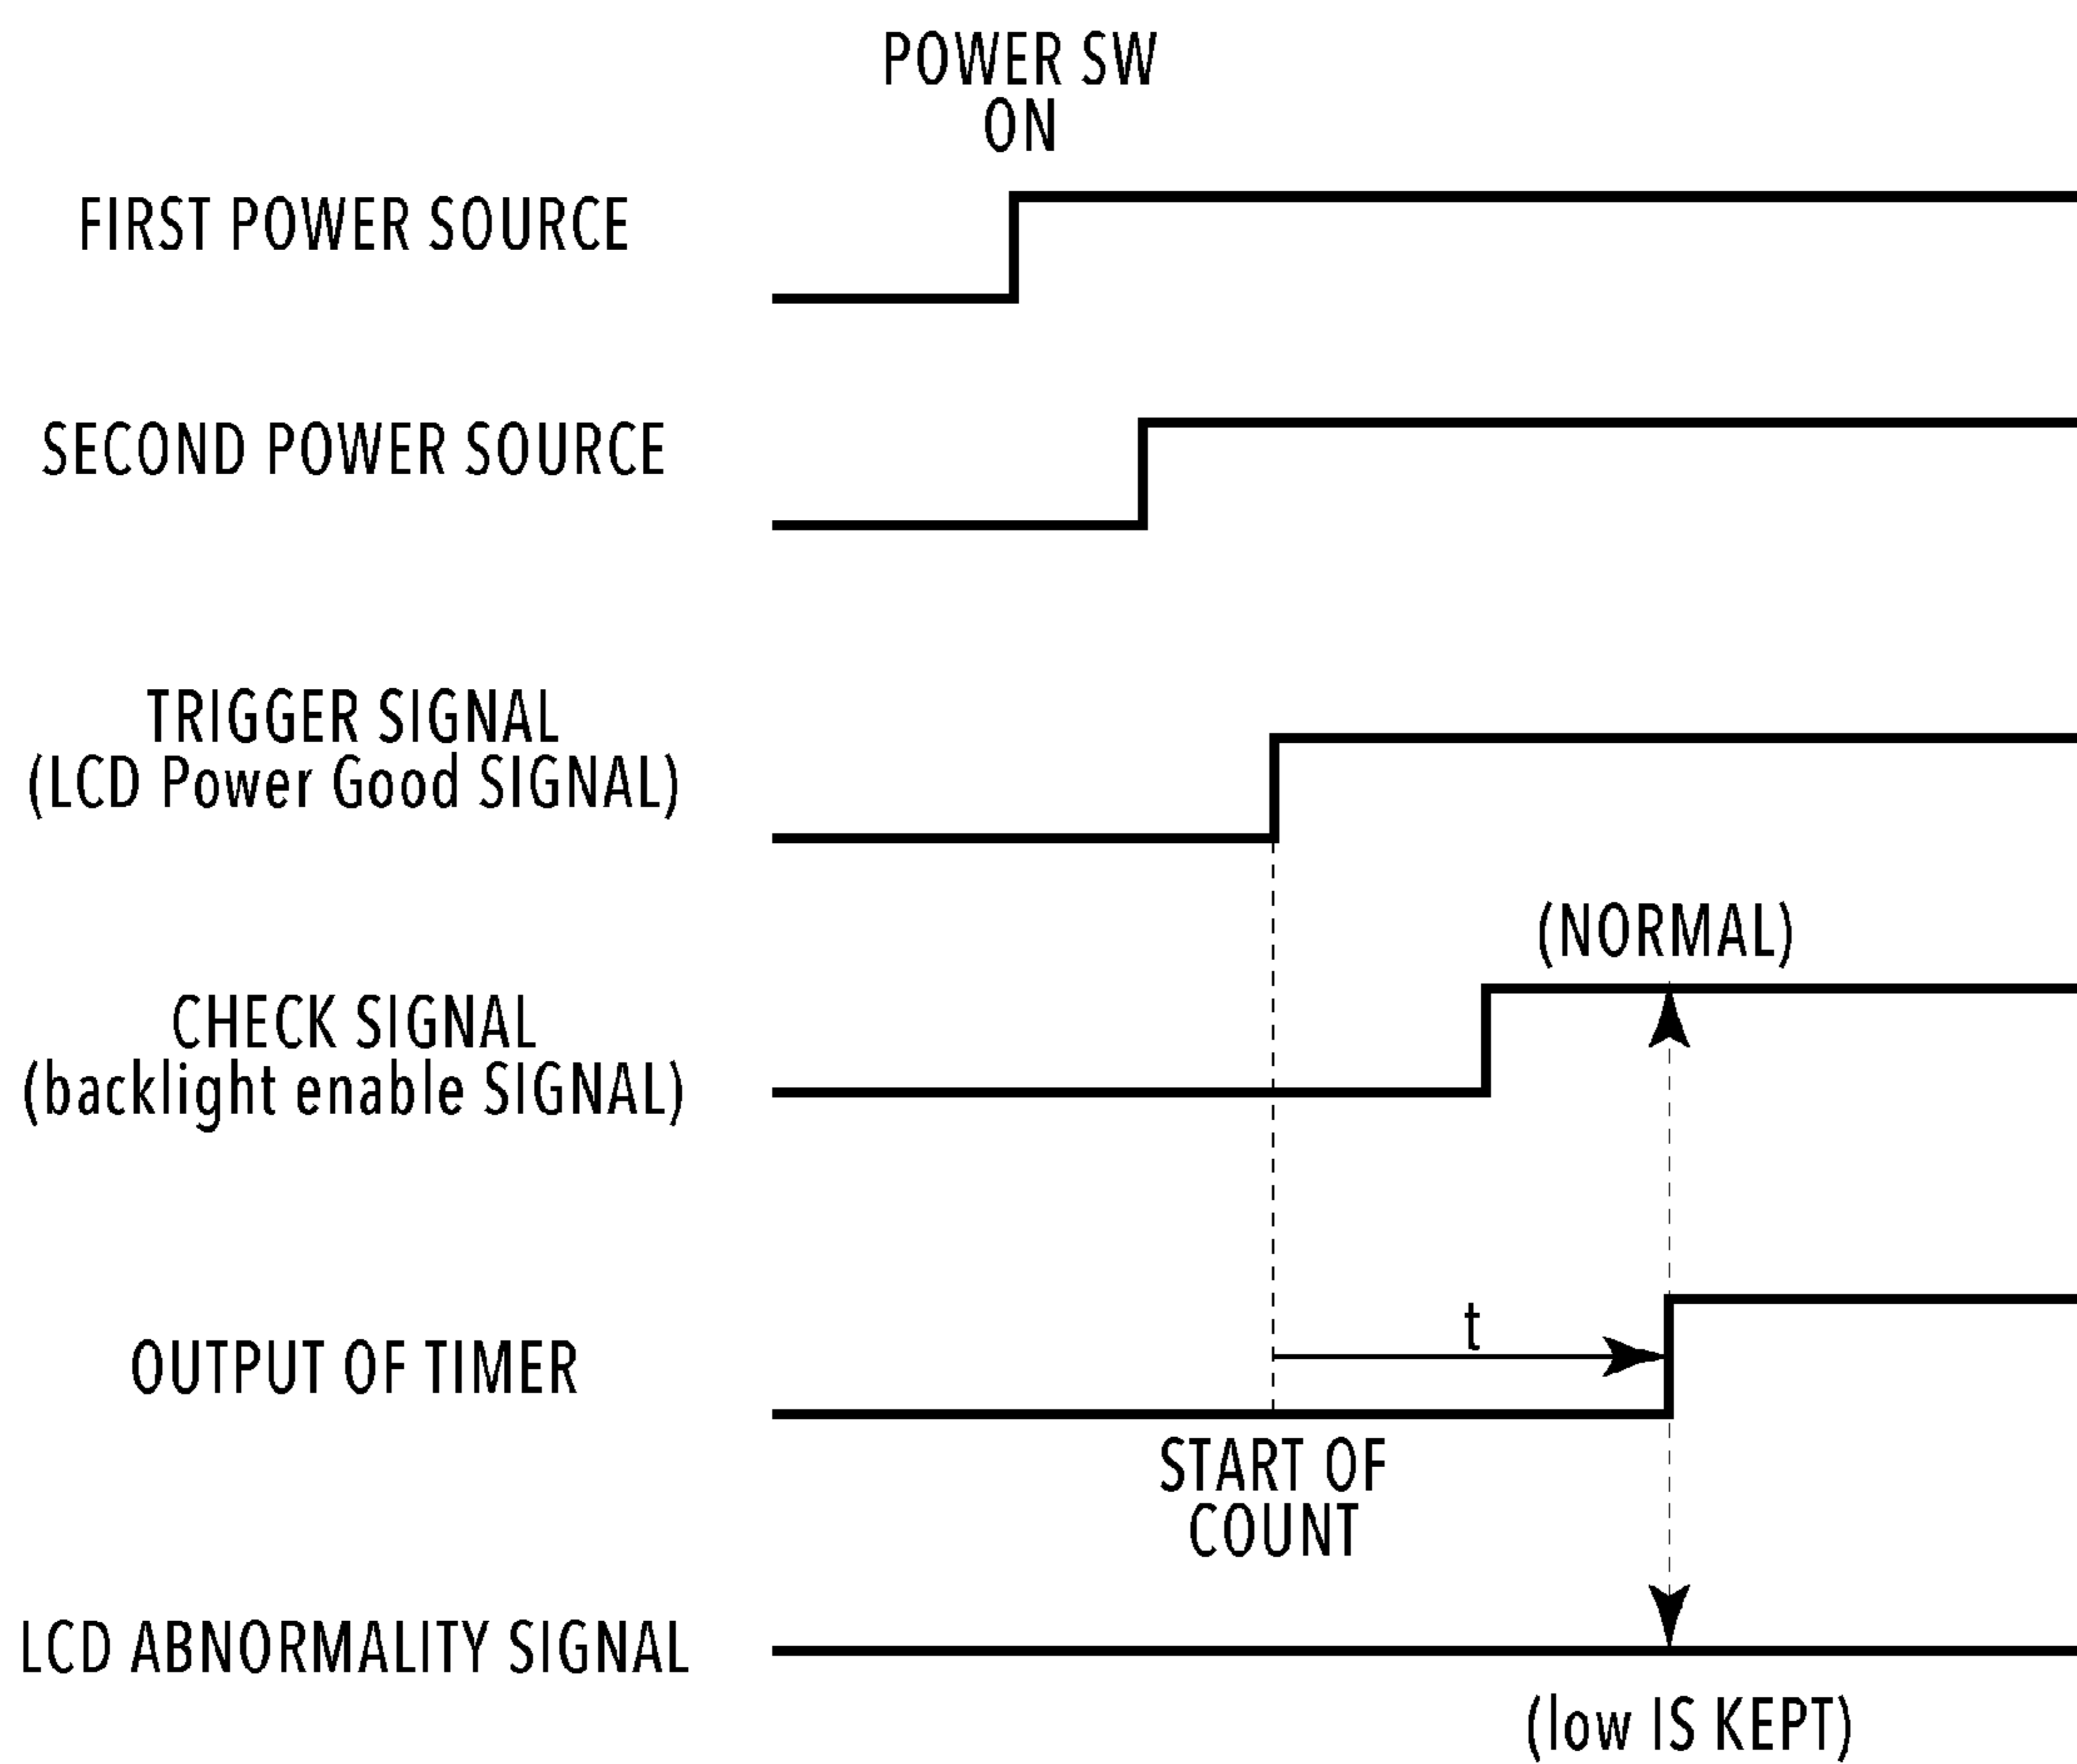 POWER SW
ON
FIRST POWER SOURCE
SECOND POWER SOURCE
TRIGGER SIGNAL
(LCD Power Good SIGNAL)
(NORMAL)
CHECK SIGNAL
(backlight enable SIGNAL)
t
OUTPUT OF TIMER
START OF
COUNT
LCD ABNORMALITY SIGNAL
(low IS KEPT)